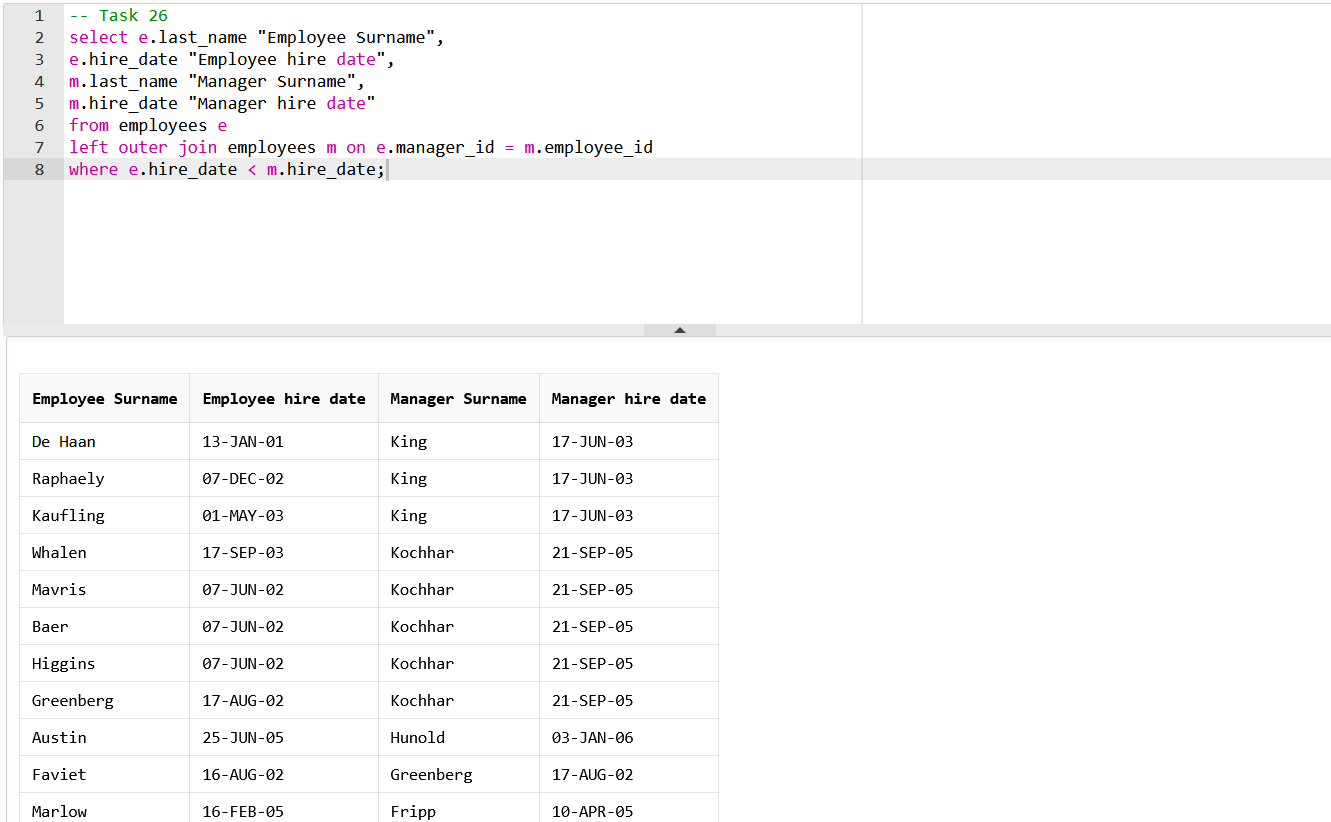 1 -- Task 26
2 select e.last_name "Employee Surname",
3 e.hire_date "Employee hire date",
4 m.last_name "Manager Surname",
5 m.hire_date "Manager hire date"
6 from employees e
7 left outer join employees m on e.manager_id = m.employee_id
8 where e.hire_date < m.hire_date;
Employee Surname Employee hire date Manager Surname Manager hire date
De Haan 13-JAN-01 King 17-JUN-03
Raphaely 07-DEC-02 King 17-JUN-03
Kaufling 01-MAY-03 King 17-JUN-03
Whalen 17-SEP-03 Kochhar 21-SEP-05
Mavris 07-JUN-02 Kochhar 21-SEP-05
Baer 07-JUN-02 Kochhar 21-SEP-05
Higgins 07-JUN-02 Kochhar 21-SEP-05
Greenberg 17-AUG-02 Kochhar 21-SEP-05
Austin 25-JUN-05 Hunold 03-JAN-06
Faviet 16-AUG-02 Greenberg 17-AUG-02
Marlow 16-FEB-05 Fripp 10-APR-05